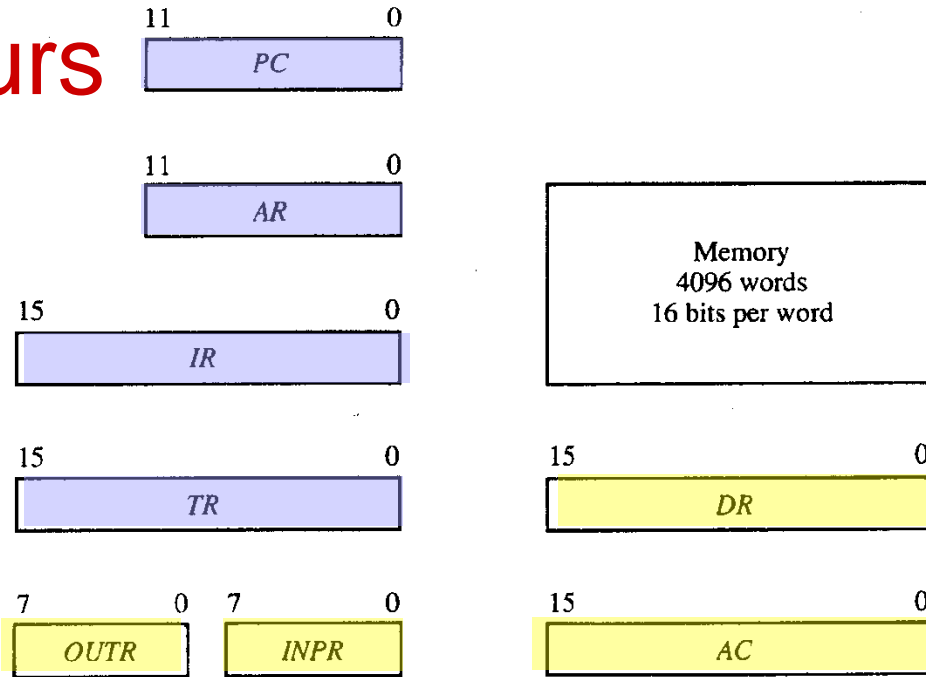 urs
11 0
PC
11 0
AR
Memory
4096 words
16 bits per word
15 0
IR
15 0
TR
15 0
DR
7 0
OUTR
7 0
INPR
15 0
AC